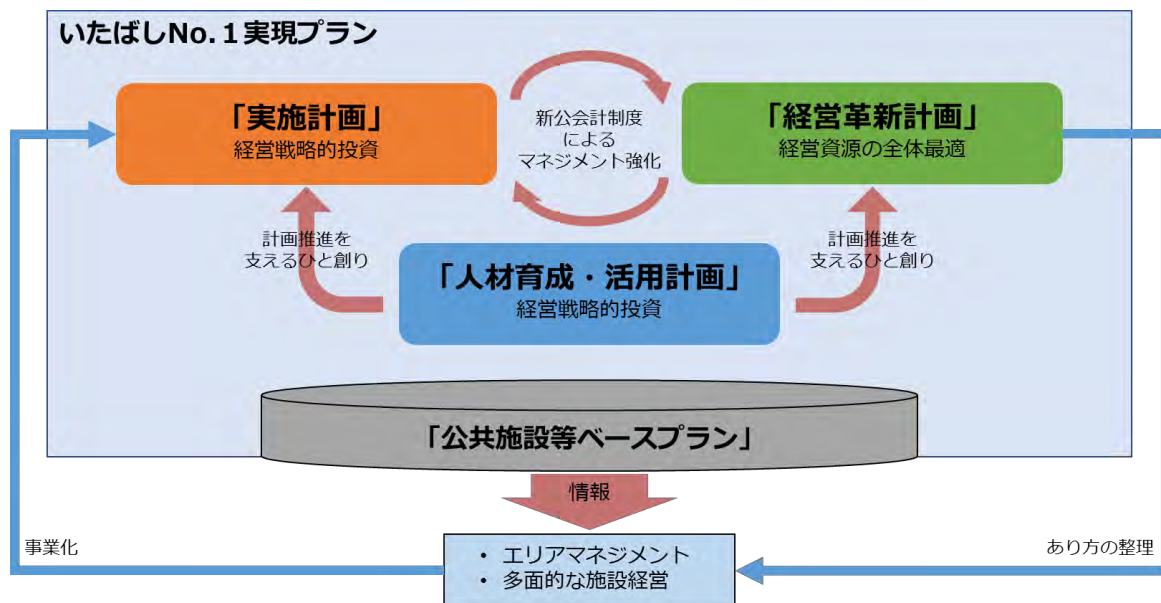 いたばしNo.１実現プラン
「実施計画」
経営戦略的投資
新公会計制度
による
マネジメント強化
「経営革新計画」
経営資源の全体最適
計画推進を
支えるひと創り
「人材育成・活用計画」
経営戦略的投資
計画推進を
支えるひと創り
「公共施設等ベースプラン」
情報
事業化
• エリアマネジメント
• 多面的な施設経営
あり方の整理